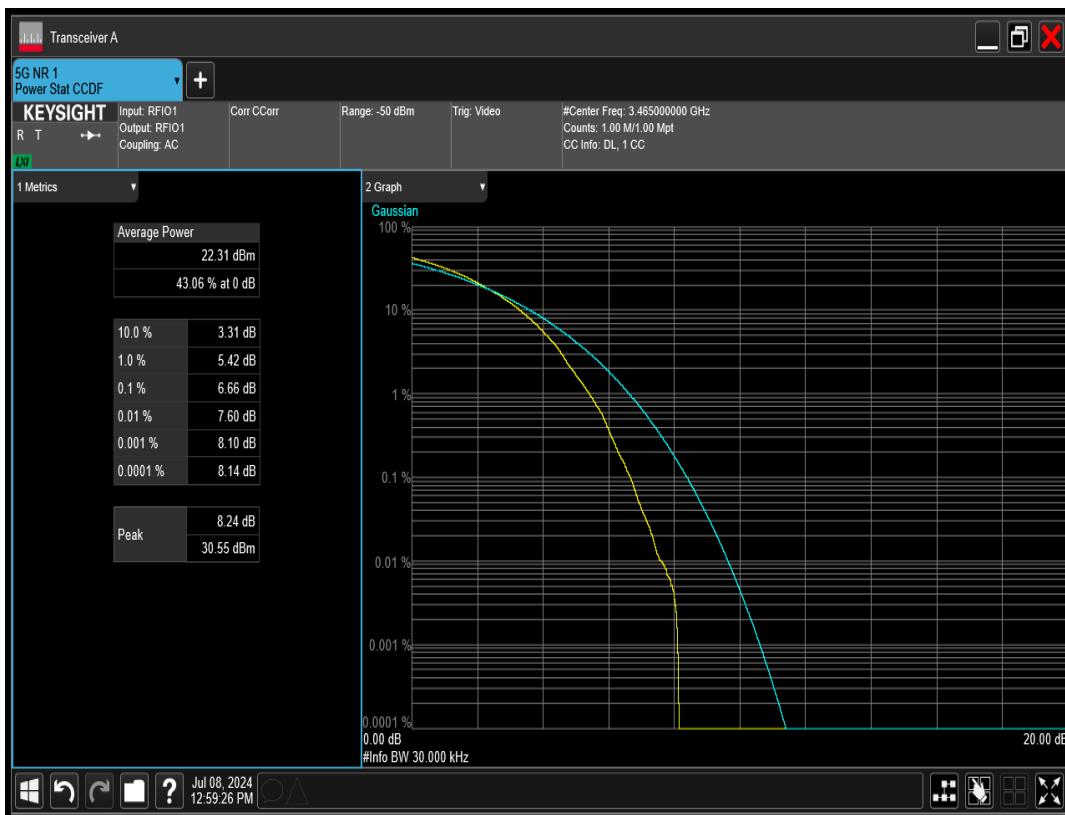 Transceiver A
5G NR 1
Power Stat CCDF
+
KEYSIGHT
R T
LXI
Input: RFIO1
Output: RFIO1
Coupling: AC
Corr CCorr
Range: -50 dBm
Trig: Video
#Center Freq: 3.465000000 GHz
Counts: 1.00 M/1.00 Mpt
CC Info: DL, 1 CC
1 Metrics
Average Power
22.31 dBm
43.06 % at 0 dB
10.0 % 3.31 dB
1.0 % 5.42 dB
0.1 % 6.66 dB
0.01 % 7.60 dB
0.001 % 8.10 dB
0.0001 % 8.14 dB
Peak
8.24 dB
30.55 dBm
2 Graph
Gaussian
100 %
10 %
1 %
0.1 %
0.01 %
0.001 %
0.0001 %
0.00 dB 20.00 dB
#Info BW 30.000 kHz
?
Jul 08, 2024
12:59:26 PM